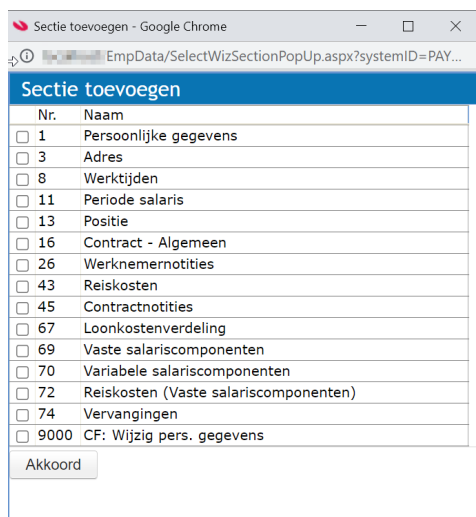 Sectie toevoegen - Google Chrome
EmpData/SelectWizSectionPopUp.aspx?systemID=PAY...
Sectie toevoegen
Nr. Naam
1 Persoonlijke gegevens
3 Adres
8 Werktijden
11 Periode salaris
13 Positie
16 Contract - Algemeen
26 Werknemernotities
43 Reiskosten
45 Contractnotities
67 Loonkostenverdeling
69 Vaste salariscomponenten
70 Variabele salariscomponenten
72 Reiskosten (Vaste salariscomponenten)
74 Vervangingen
9000 CF: Wijzig pers. gegevens
Akkoord